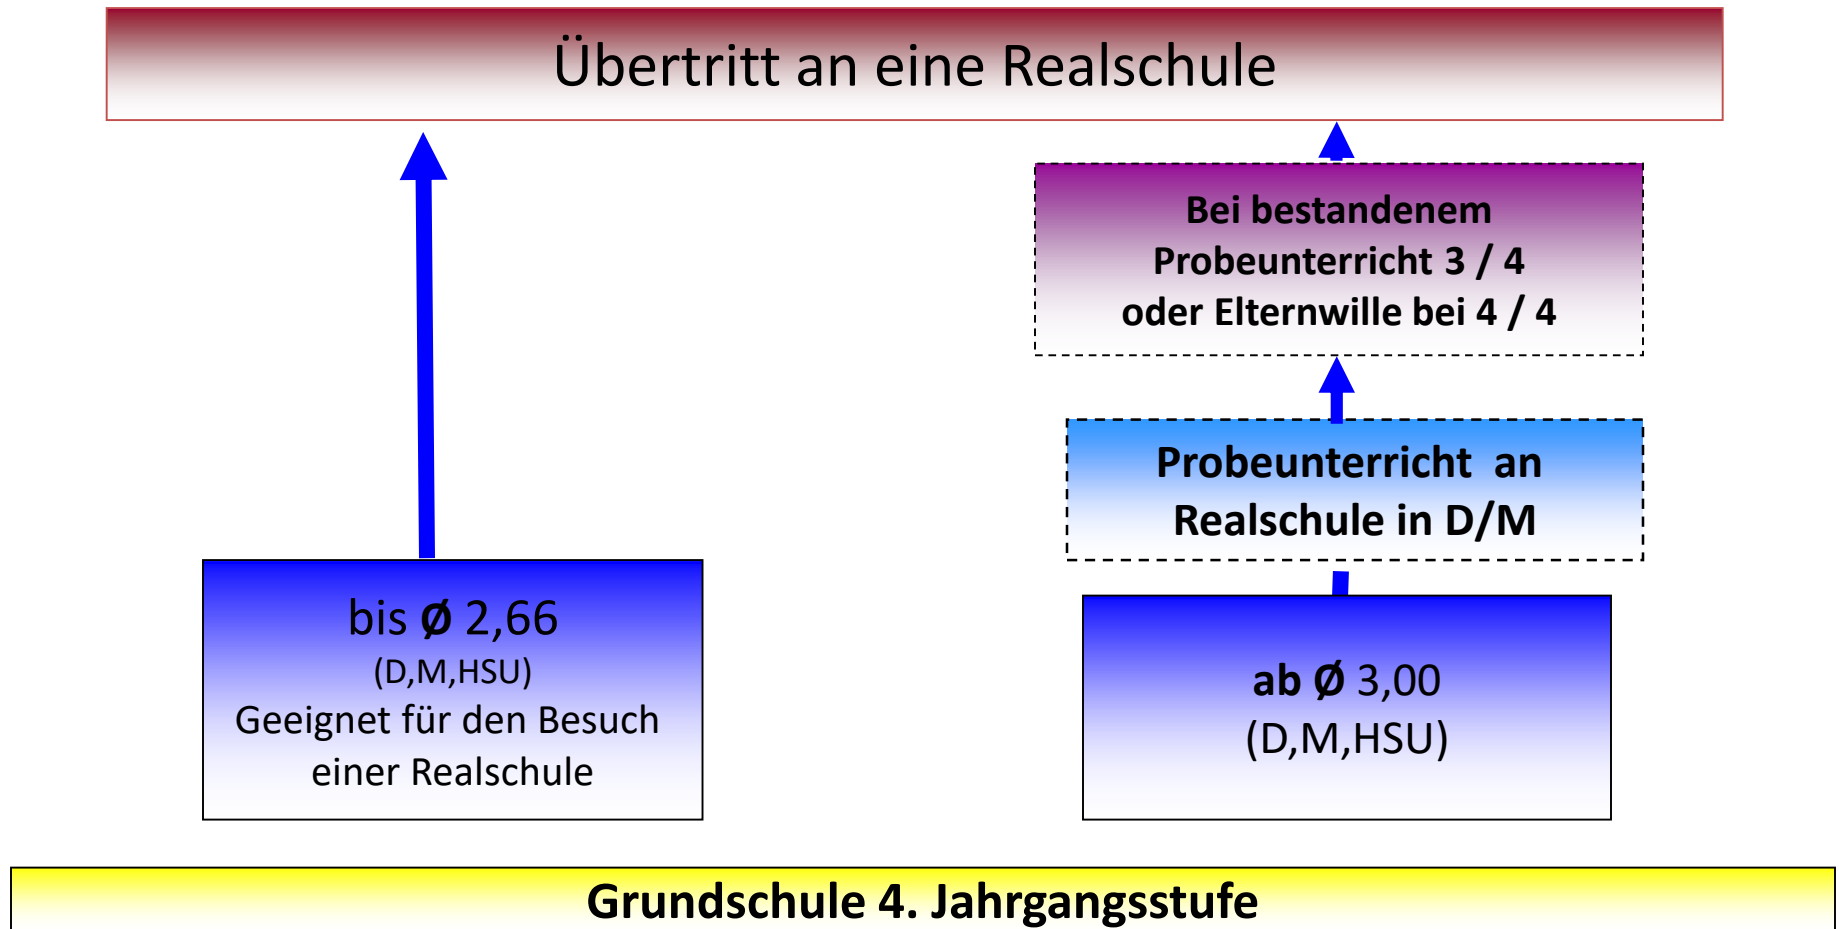 Übertritt an eine Realschule
Bei bestandenem
Probeunterricht 3 / 4
oder Elternwille bei 4 / 4
Probeunterricht an
Realschule in D/M
bis Ø 2,66
(D,M,HSU)
Geeignet für den Besuch
einer Realschule
ab Ø 3,00
(D,M,HSU)
Grundschule 4. Jahrgangsstufe